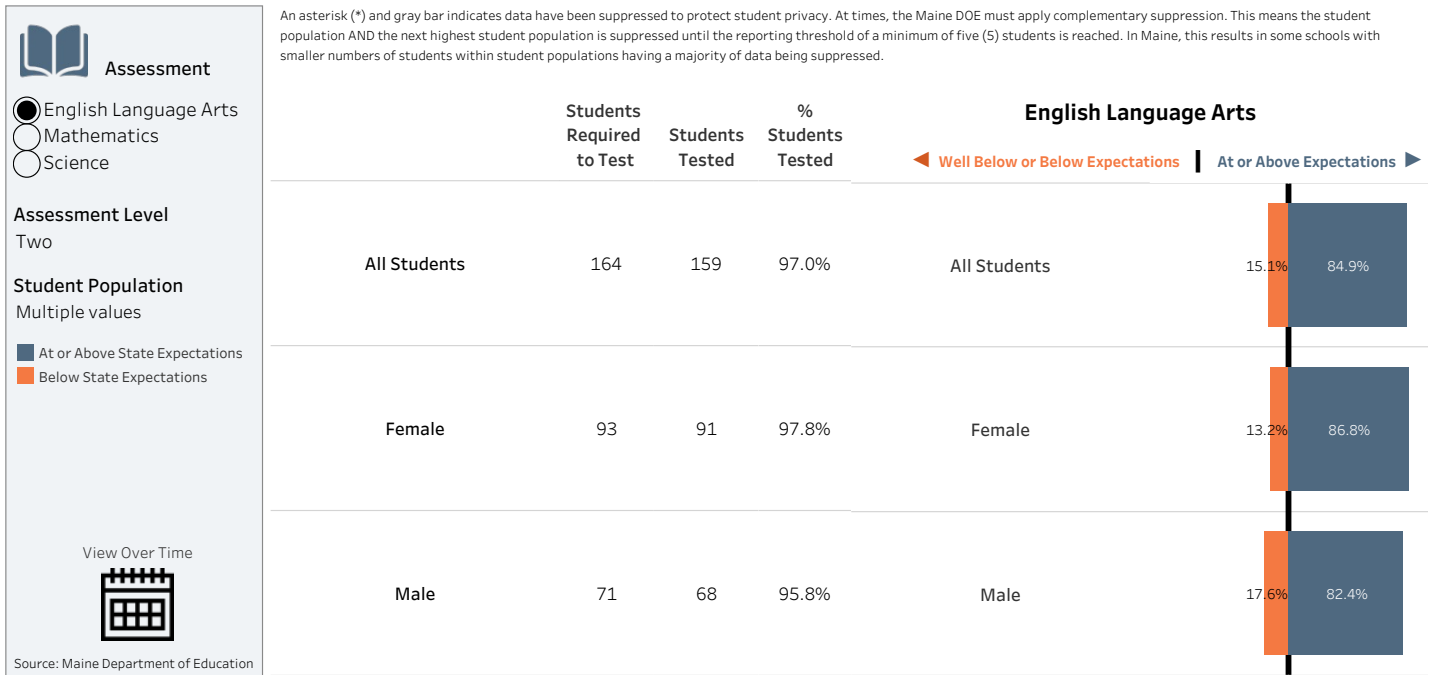 An asterisk (*) and gray bar indicates data have been suppressed to protect student privacy. At times, the Maine DOE must apply complementary suppression. This means the student
population AND the next highest student population is suppressed until the reporting threshold of a minimum of five (5) students is reached. In Maine, this results in some schools with
smaller numbers of students within student populations having a majority of data being suppressed.
Assessment
English Language Arts
Mathematics
Science
Assessment Level
Two
Student Population
Multiple values
At or Above State Expectations
Below State Expectations
View Over Time
Source: Maine Department of Education
Students
Required
to Test
Students
Tested
%
Students
Tested
English Language Arts
Well Below or Below Expectations
At or Above Expectations
All Students 164 159 97.0% All Students 15.1% 84.9%
Female 93 91 97.8% Female 13.2% 86.8%
Male 71 68 95.8% Male 17.6% 82.4%